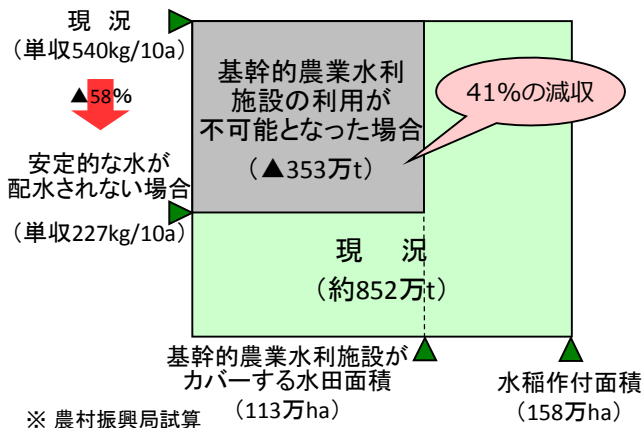 現　況
（単収540kg/10a）
▲58%
安定的な水が
配水されない場合
（単収227kg/10a）
基幹的農業水利
施設の利用が
不可能となった場合
（▲353万t）
41%の減収
現　況
（約852万t）
基幹的農業水利施設が
カバーする水田面積
（113万ha）
水稲作付面積
（158万ha）
※ 農村振興局試算